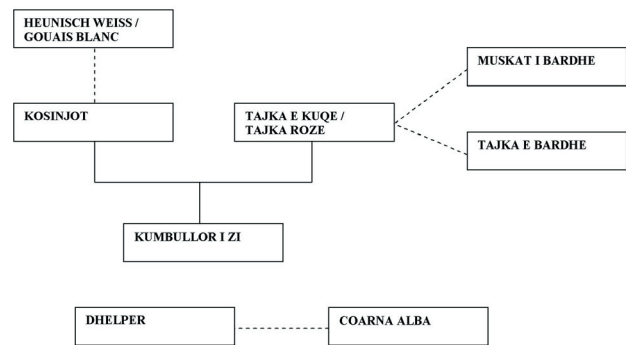 HEUNISCH WEISS /
GOUAIS BLANC
MUSKAT I BARDHE
KOSINJOT
TAJKA E KUQE /
TAJKA ROZE
TAJKA E BARDHE
KUMBULLOR I ZI
DHELPER
COARNA ALBA